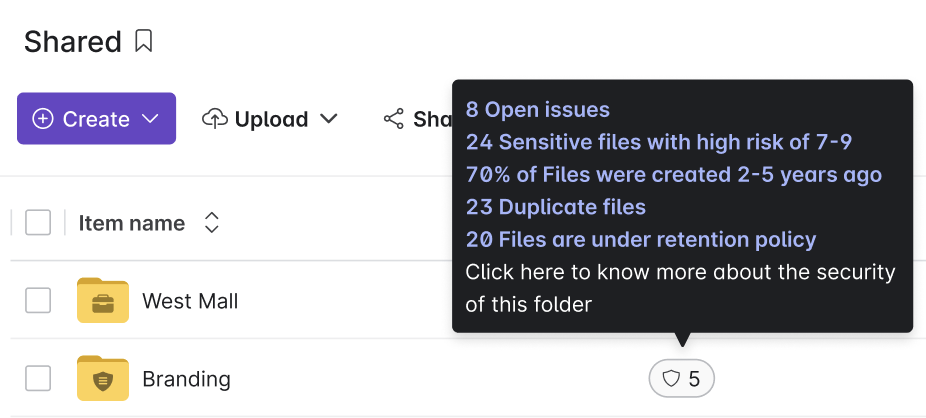 Shared
Create
Upload
Sha
8 Open issues
24 Sensitive files with high risk of 7-9
70% of Files were created 2-5 years ago
23 Duplicate files
20 Files are under retention policy
Click here to know more about the security
of this folder
Item name
West Mall
Branding
5